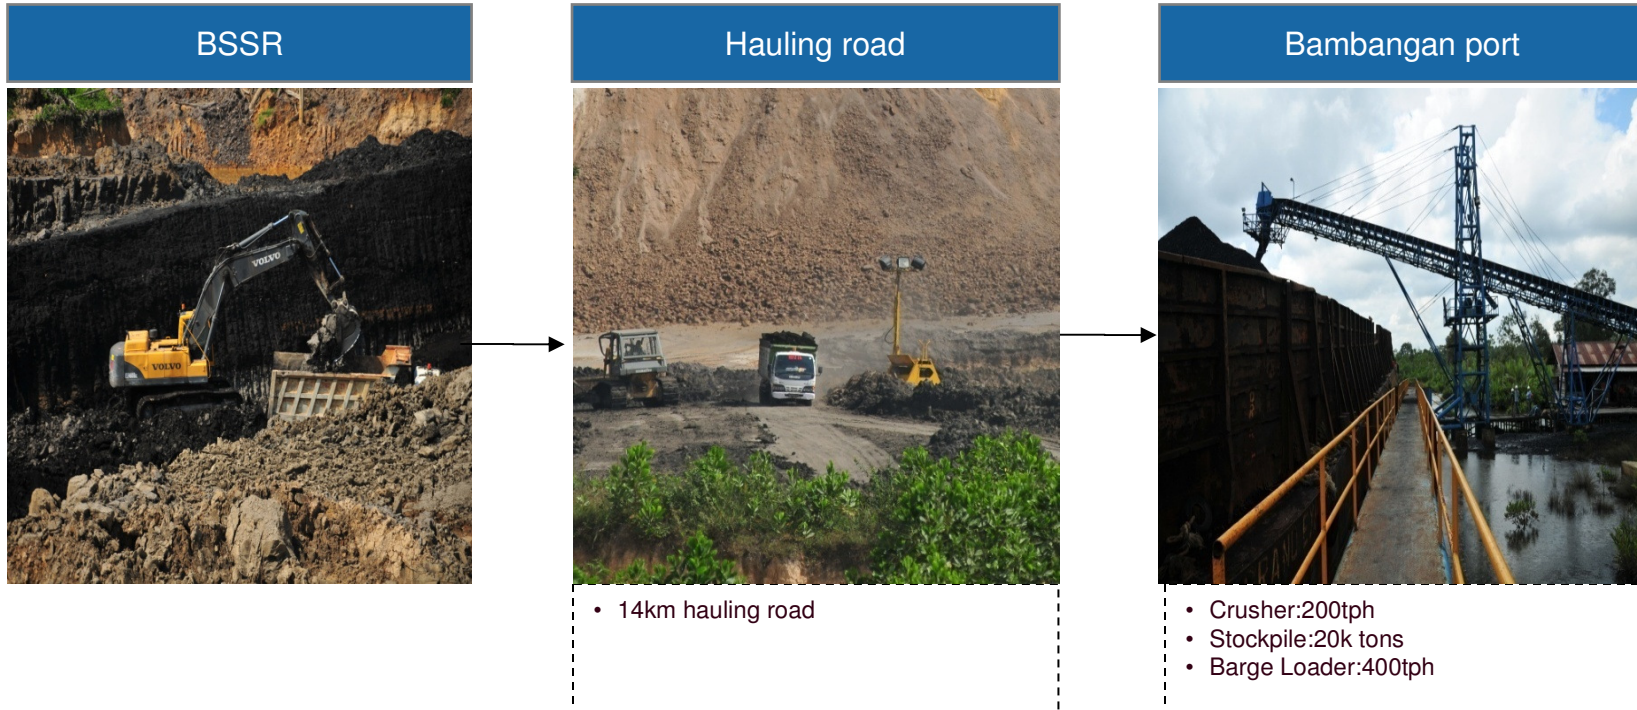 BSSR
Hauling road
Bambangan port
VOLVO
VOLVO
• 14km hauling road
• Crusher:200tph
• Stockpile:20k tons
• Barge Loader:400tph